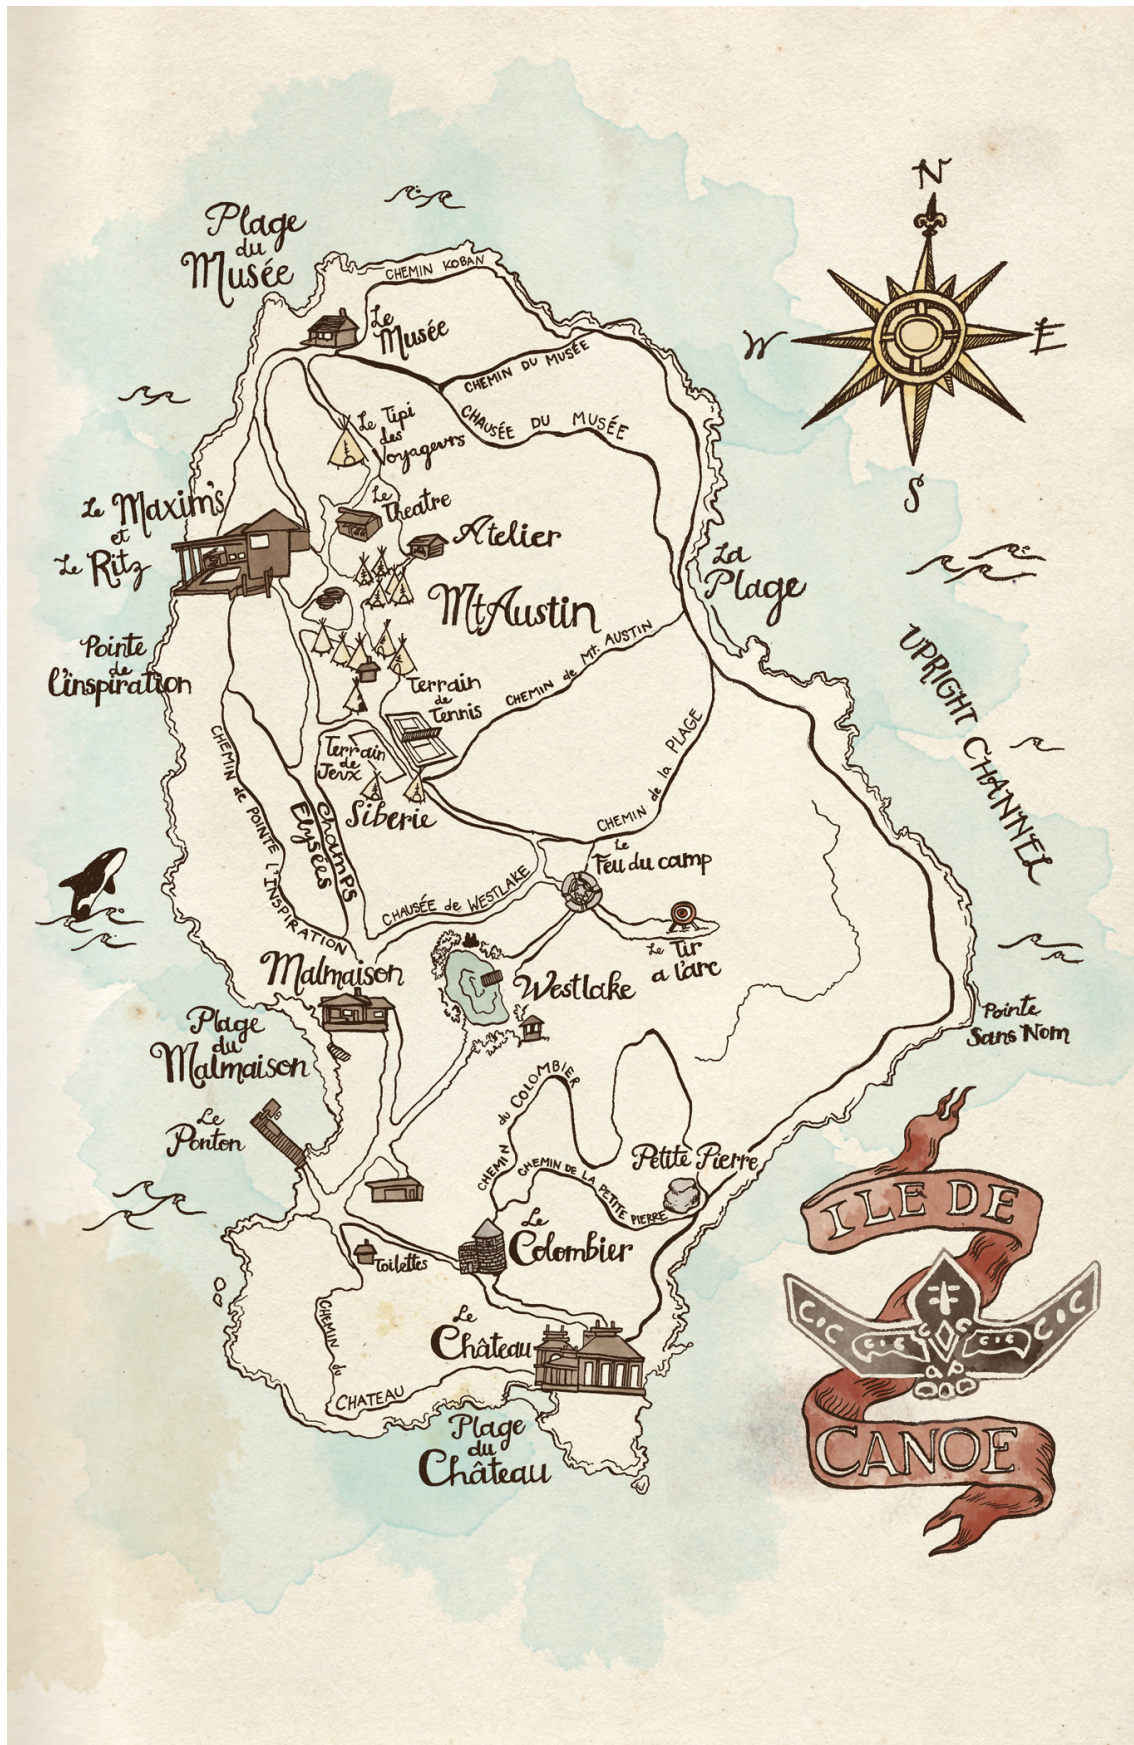 N
W
E
S
Plage
du
Musée
CHEMIN KOBAN
Le
Musée
CHEMIN DU MUSÉE
CHAUSÉE DU MUSÉE
Le Tipi
des
Voyageurs
Le Maxim's
et
Le Ritz
Le
Theatre
Atelier
Mt Austin
La
Plage
UPRIGHT CHANNEL
Pointe
de
l'inspiration
CHEMIN de Mt. AUSTIN
Terrain
de
Tennis
Terrain
de
Jeux
Siberie
CHEMIN de la PLAGE
CHEMIN de POINTE l'INSPIRATION
Champs
Elysées
Le
Feu du camp
CHAUSÉE de WESTLAKE
Le Tir
a l'arc
Malmaison
Westlake
Plage
du
Malmaison
Pointe
Sans Nom
Le
Ponton
CHEMIN du COLOMBIER
CHEMIN DE LA PETITE PIERRE
Petite Pierre
Le
Colombier
Toilettes
CHEMIN du CHATEAU
Le
Château
Plage
du
Château
ILE DE
CANOE